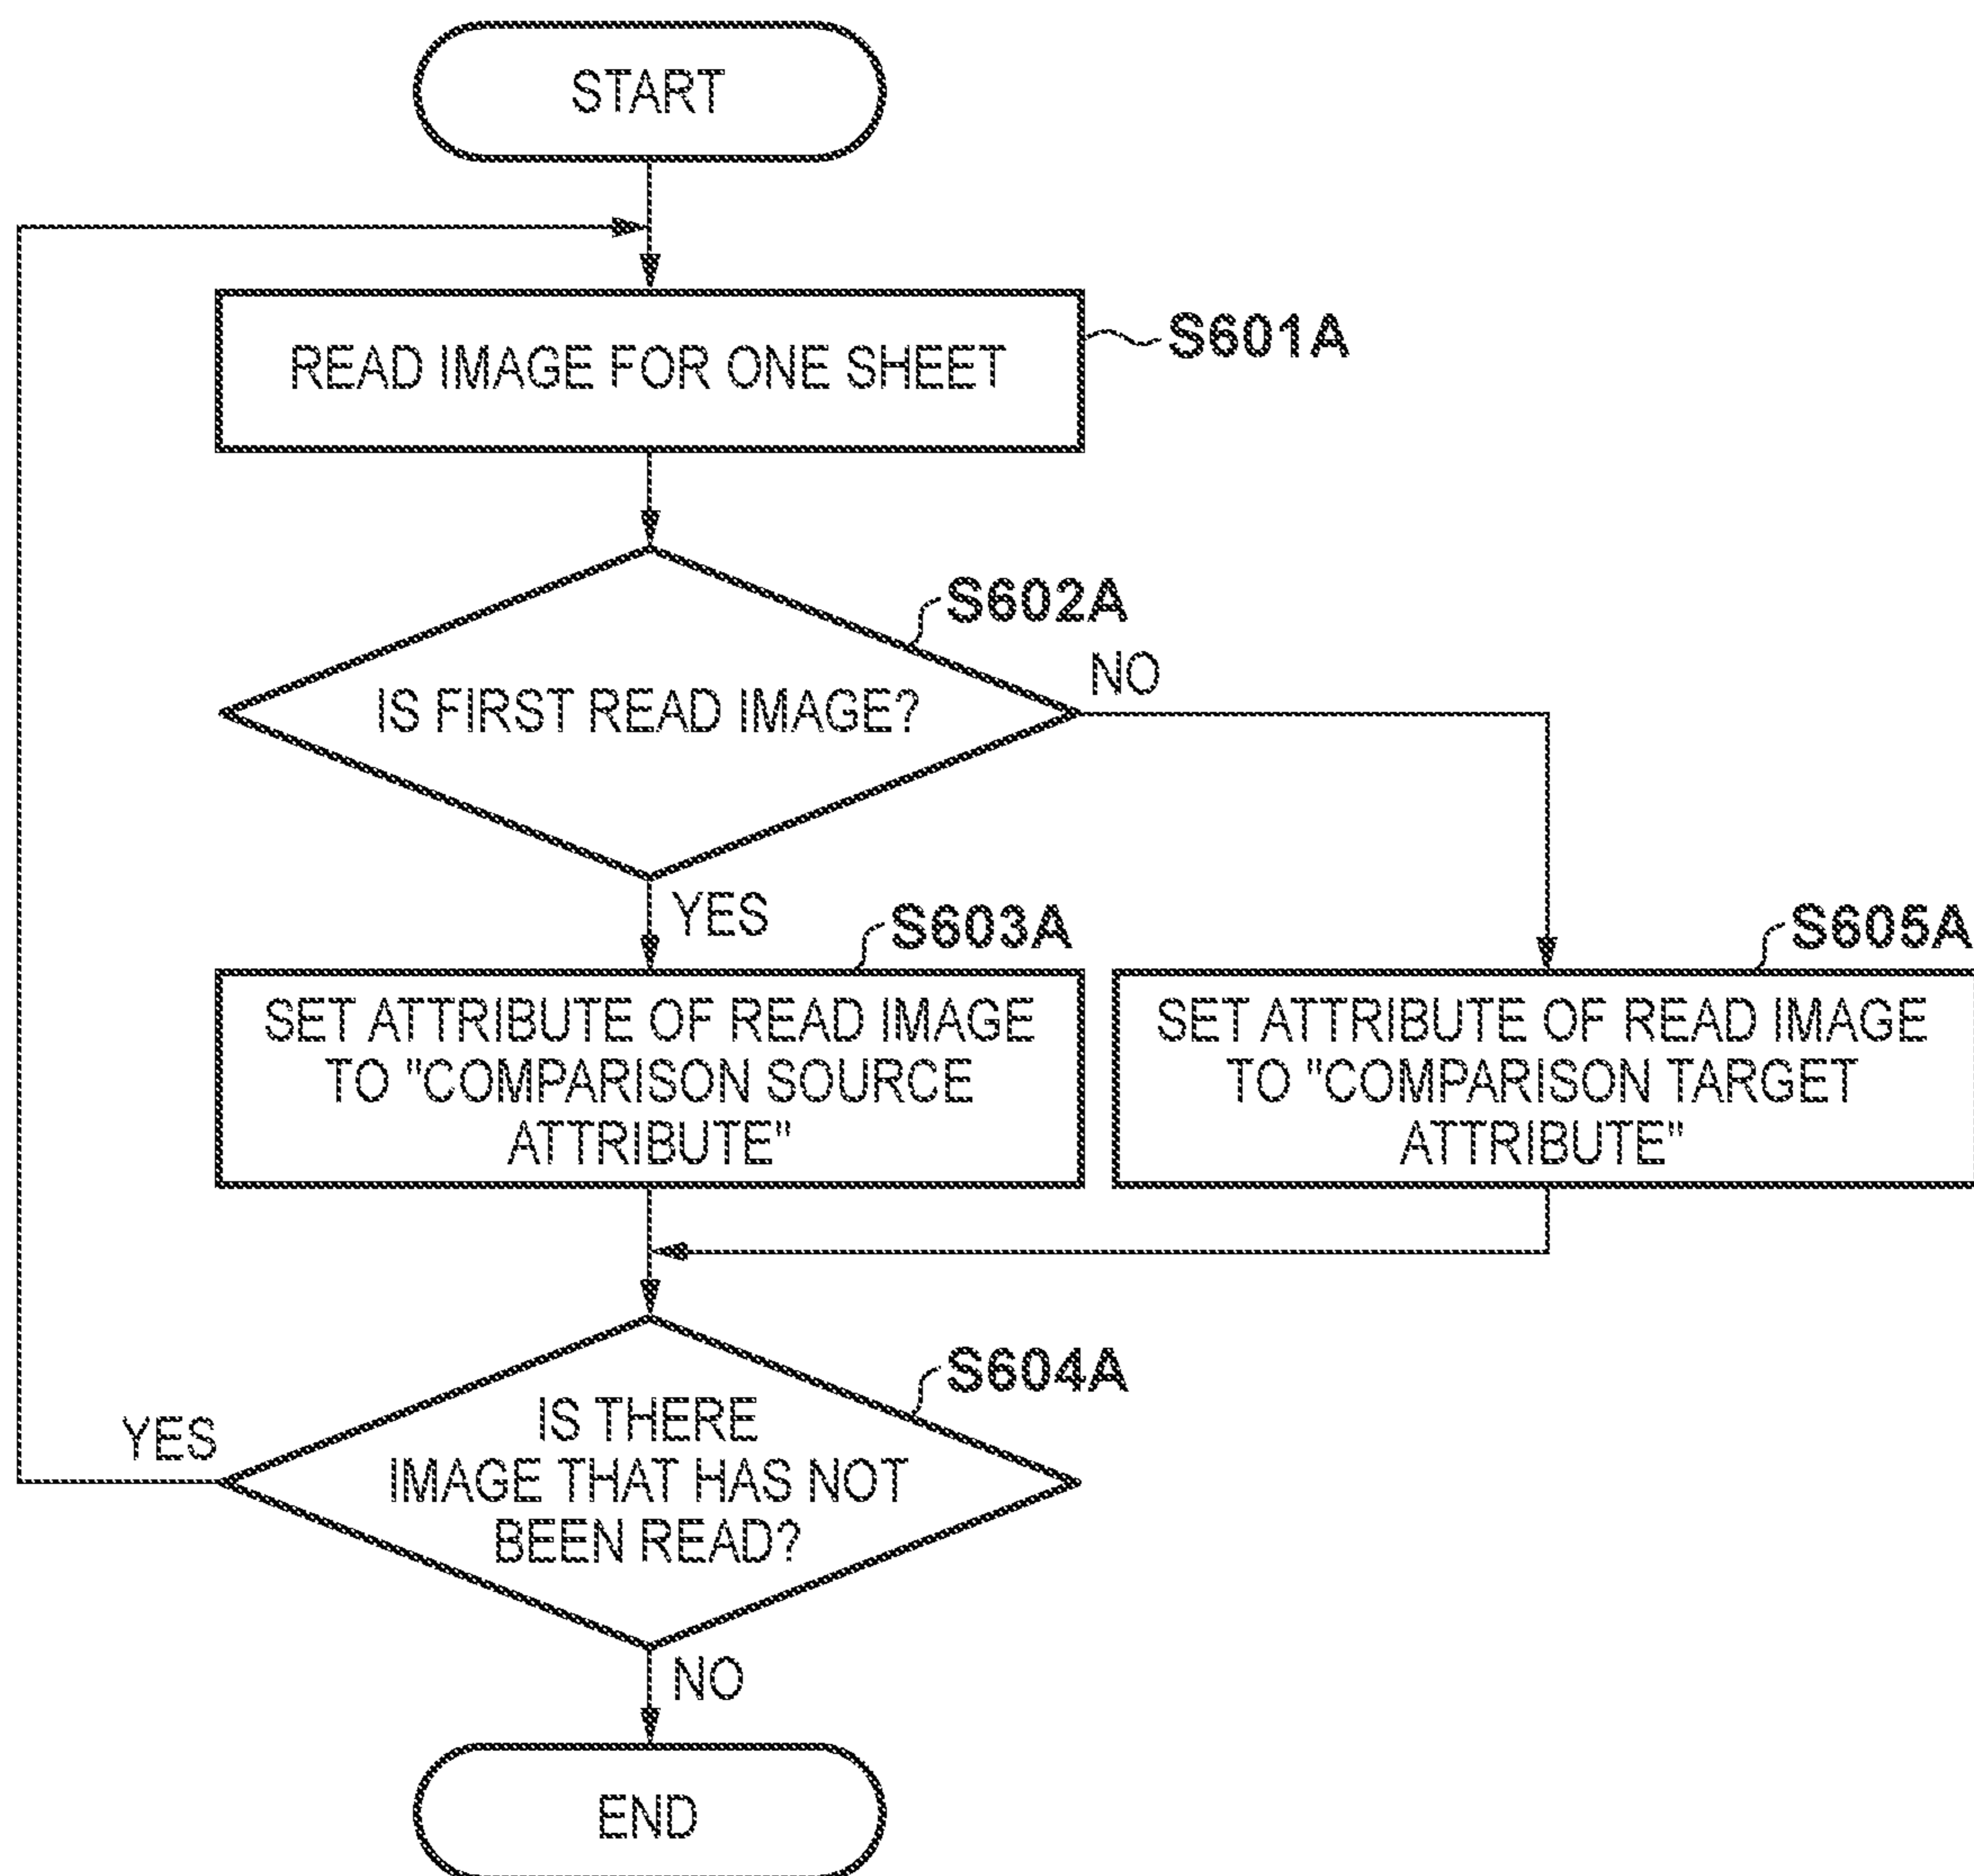 START
READ IMAGE FOR ONE SHEET
S601A
S602A
IS FIRST READ IMAGE?
NO
YES
S603A
SET ATTRIBUTE OF READ IMAGE
TO "COMPARISON SOURCE
ATTRIBUTE"
S605A
SET ATTRIBUTE OF READ IMAGE
TO "COMPARISON TARGET
ATTRIBUTE"
S604A
IS THERE
IMAGE THAT HAS NOT
BEEN READ?
YES
NO
END